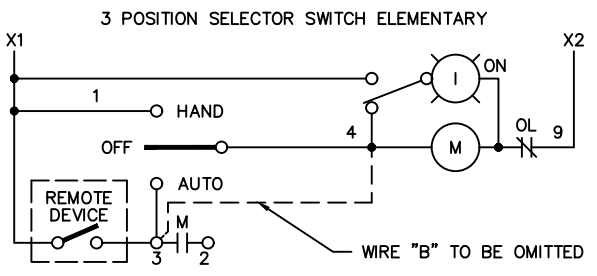 3 POSITION SELECTOR SWITCH ELEMENTARY
X1
X2
I
ON
1
HAND
4
OL
9
OFF
M
AUTO
REMOTE
DEVICE
M
3
2
WIRE "B" TO BE OMITTED